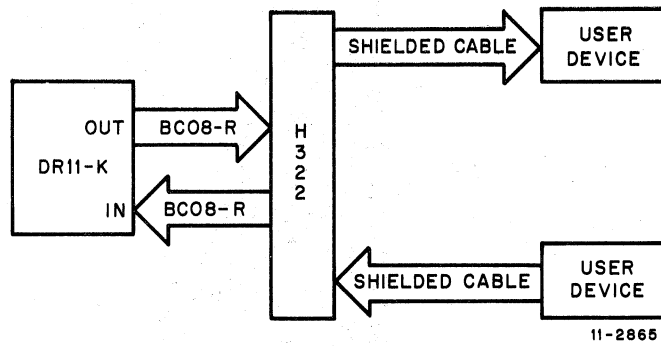 SHIELDED CABLE
USER
DEVICE
OUT
BC08-R
H
3
2
2
DR11-K
IN
BC08-R
SHIELDED CABLE
USER
DEVICE
11-2865